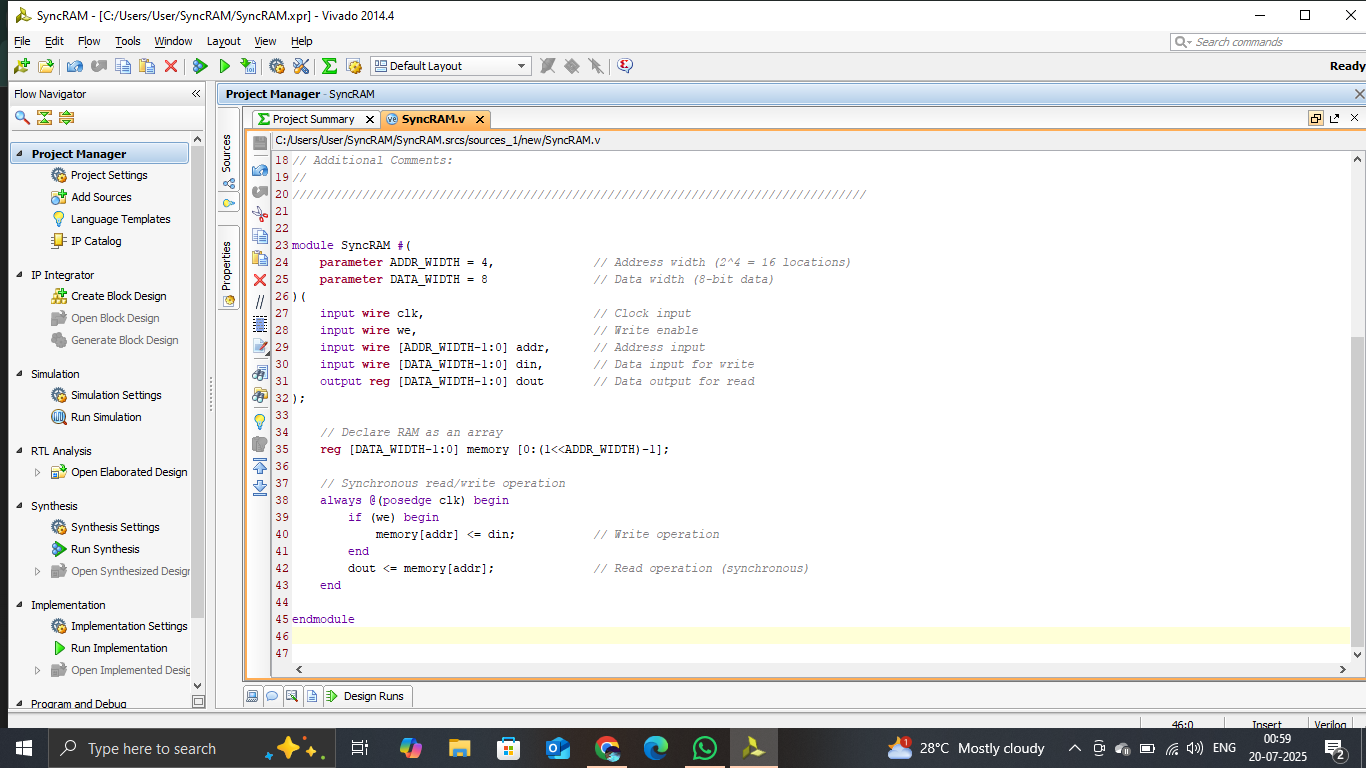 SyncRAM - [C:/Users/User/SyncRAM/SyncRAM.xpr] - Vivado 2014.4
File Edit Flow Tools Window Layout View Help
Search commands
Default Layout
Ready
Flow Navigator
Project Manager
Project Settings
Add Sources
Language Templates
IP Catalog
IP Integrator
Create Block Design
Open Block Design
Generate Block Design
Simulation
Simulation Settings
Run Simulation
RTL Analysis
Open Elaborated Design
Synthesis
Synthesis Settings
Run Synthesis
Open Synthesized Design
Implementation
Implementation Settings
Run Implementation
Open Implemented Desig
Program and Debug
Project Manager - SyncRAM
Sources
Properties
Project Summary
SyncRAM.v
C:/Users/User/SyncRAM/SyncRAM.srcs/sources_1/new/SyncRAM.v
18 // Additional Comments:
19 //
20 //////////////////////////////////////////////////////////////////////////////////
21
22
23 module SyncRAM #(
24 parameter ADDR_WIDTH = 4, // Address width (2^4 = 16 locations)
25 parameter DATA_WIDTH = 8 // Data width (8-bit data)
26 )(
27 input wire clk, // Clock input
28 input wire we, // Write enable
29 input wire [ADDR_WIDTH-1:0] addr, // Address input
30 input wire [DATA_WIDTH-1:0] din, // Data input for write
31 output reg [DATA_WIDTH-1:0] dout // Data output for read
32 );
33
34 // Declare RAM as an array
35 reg [DATA_WIDTH-1:0] memory [0:(1<<ADDR_WIDTH)-1];
36
37 // Synchronous read/write operation
38 always @(posedge clk) begin
39 if (we) begin
40 memory[addr] <= din; // Write operation
41 end
42 dout <= memory[addr]; // Read operation (synchronous)
43 end
44
45 endmodule
46
47
Design Runs
46:0 Insert Verilog
Type here to search
1
28°C Mostly cloudy
ENG
00:59
20-07-2025
2